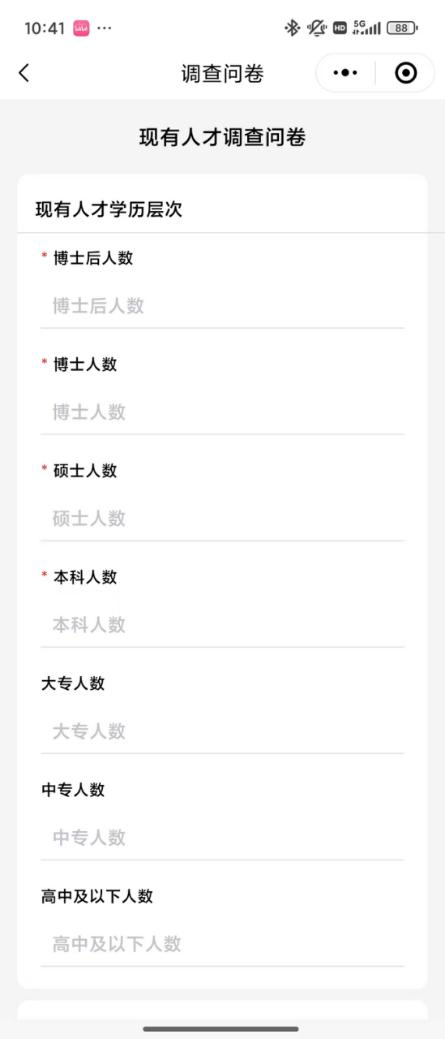 10:41
HD 5G 88
调查问卷
现有人才调查问卷
现有人才学历层次
* 博士后人数
博士后人数
* 博士人数
博士人数
* 硕士人数
硕士人数
* 本科人数
本科人数
大专人数
大专人数
中专人数
中专人数
高中及以下人数
高中及以下人数